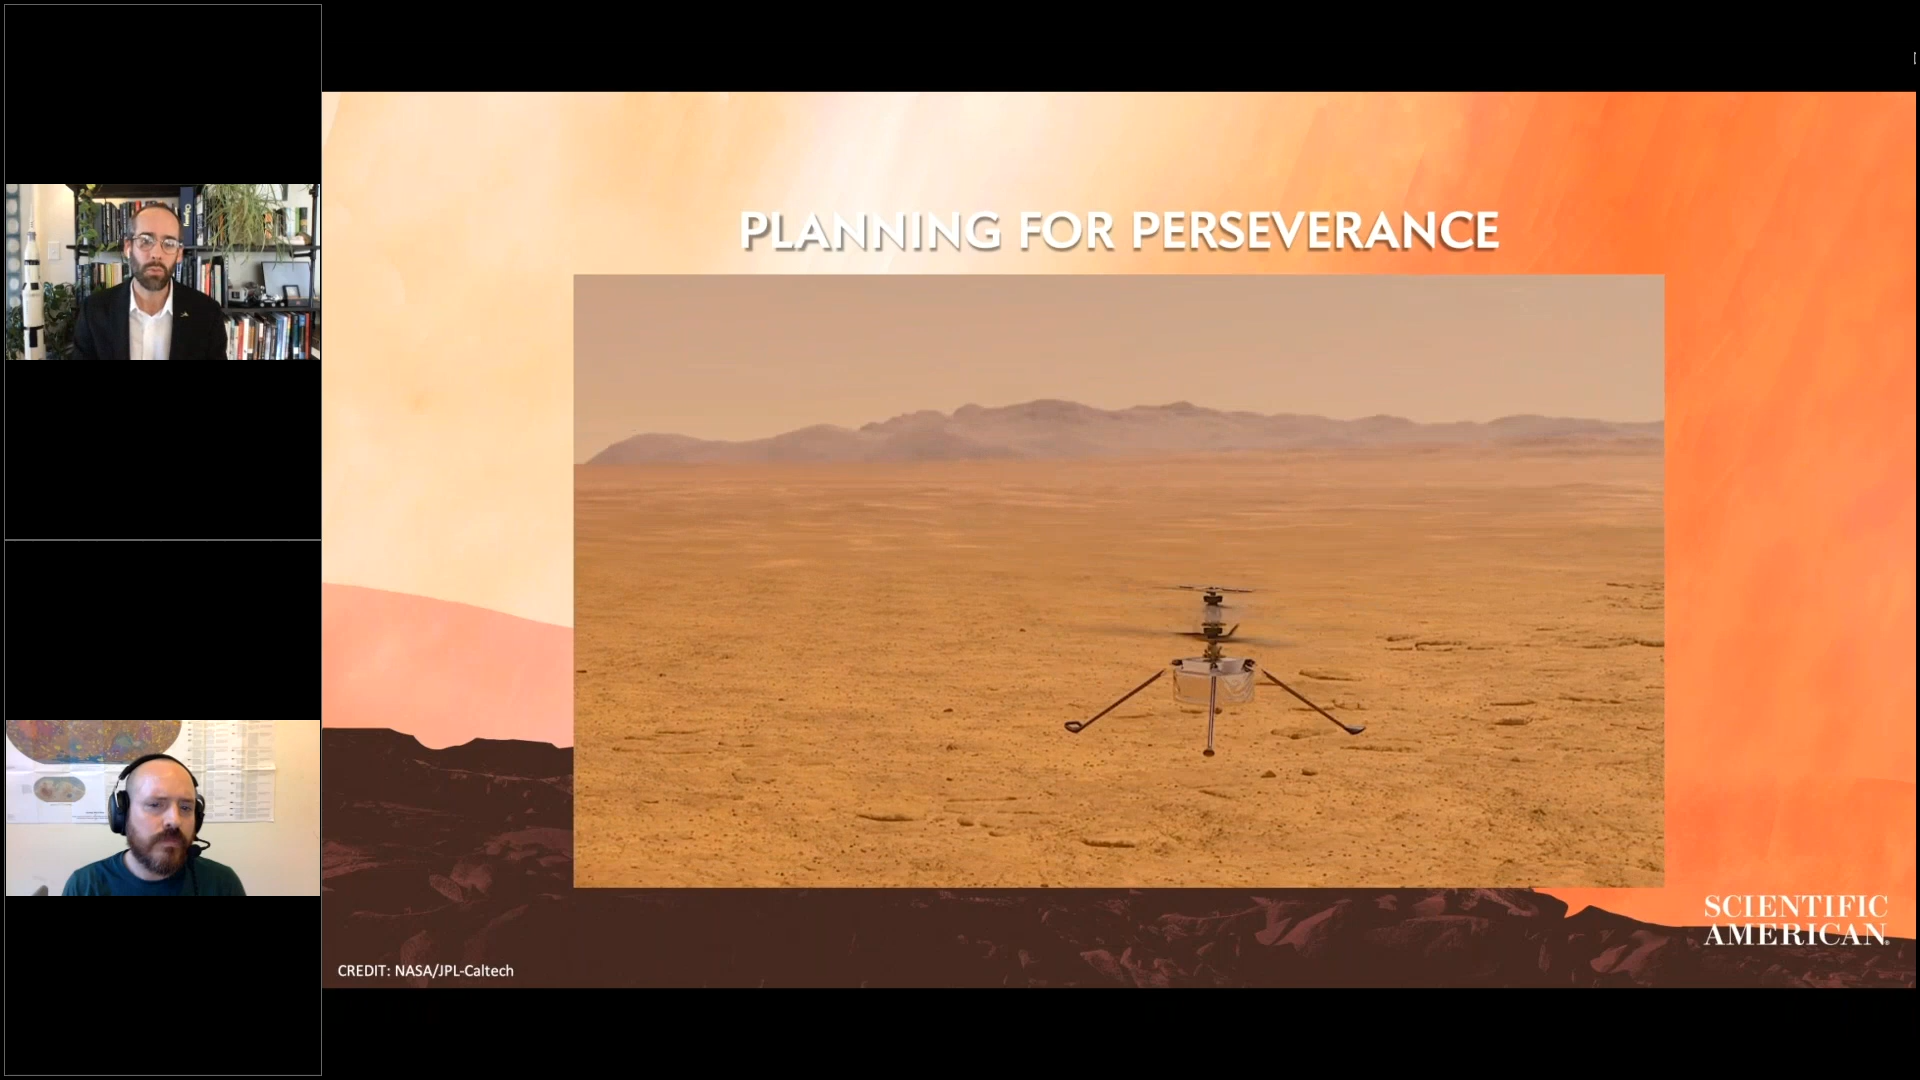 PLANNING FOR PERSEVERANCE
SCIENTIFIC
AMERICAN
CREDIT: NASA/JPL-Caltech